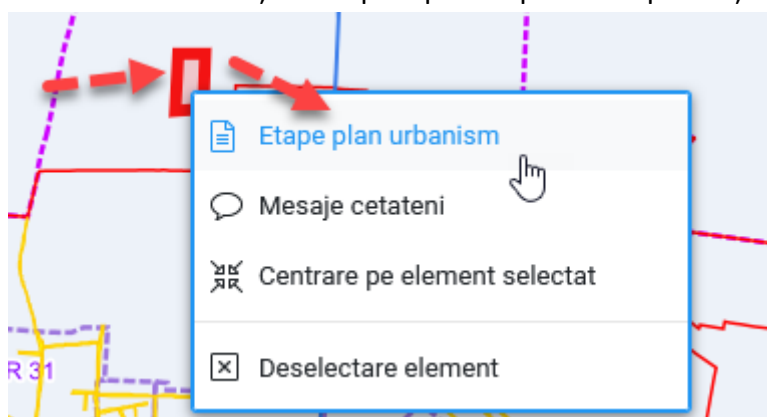 Etape plan urbanism
Mesaje cetateni
Centrare pe element selectat
R 31
Deselectare element